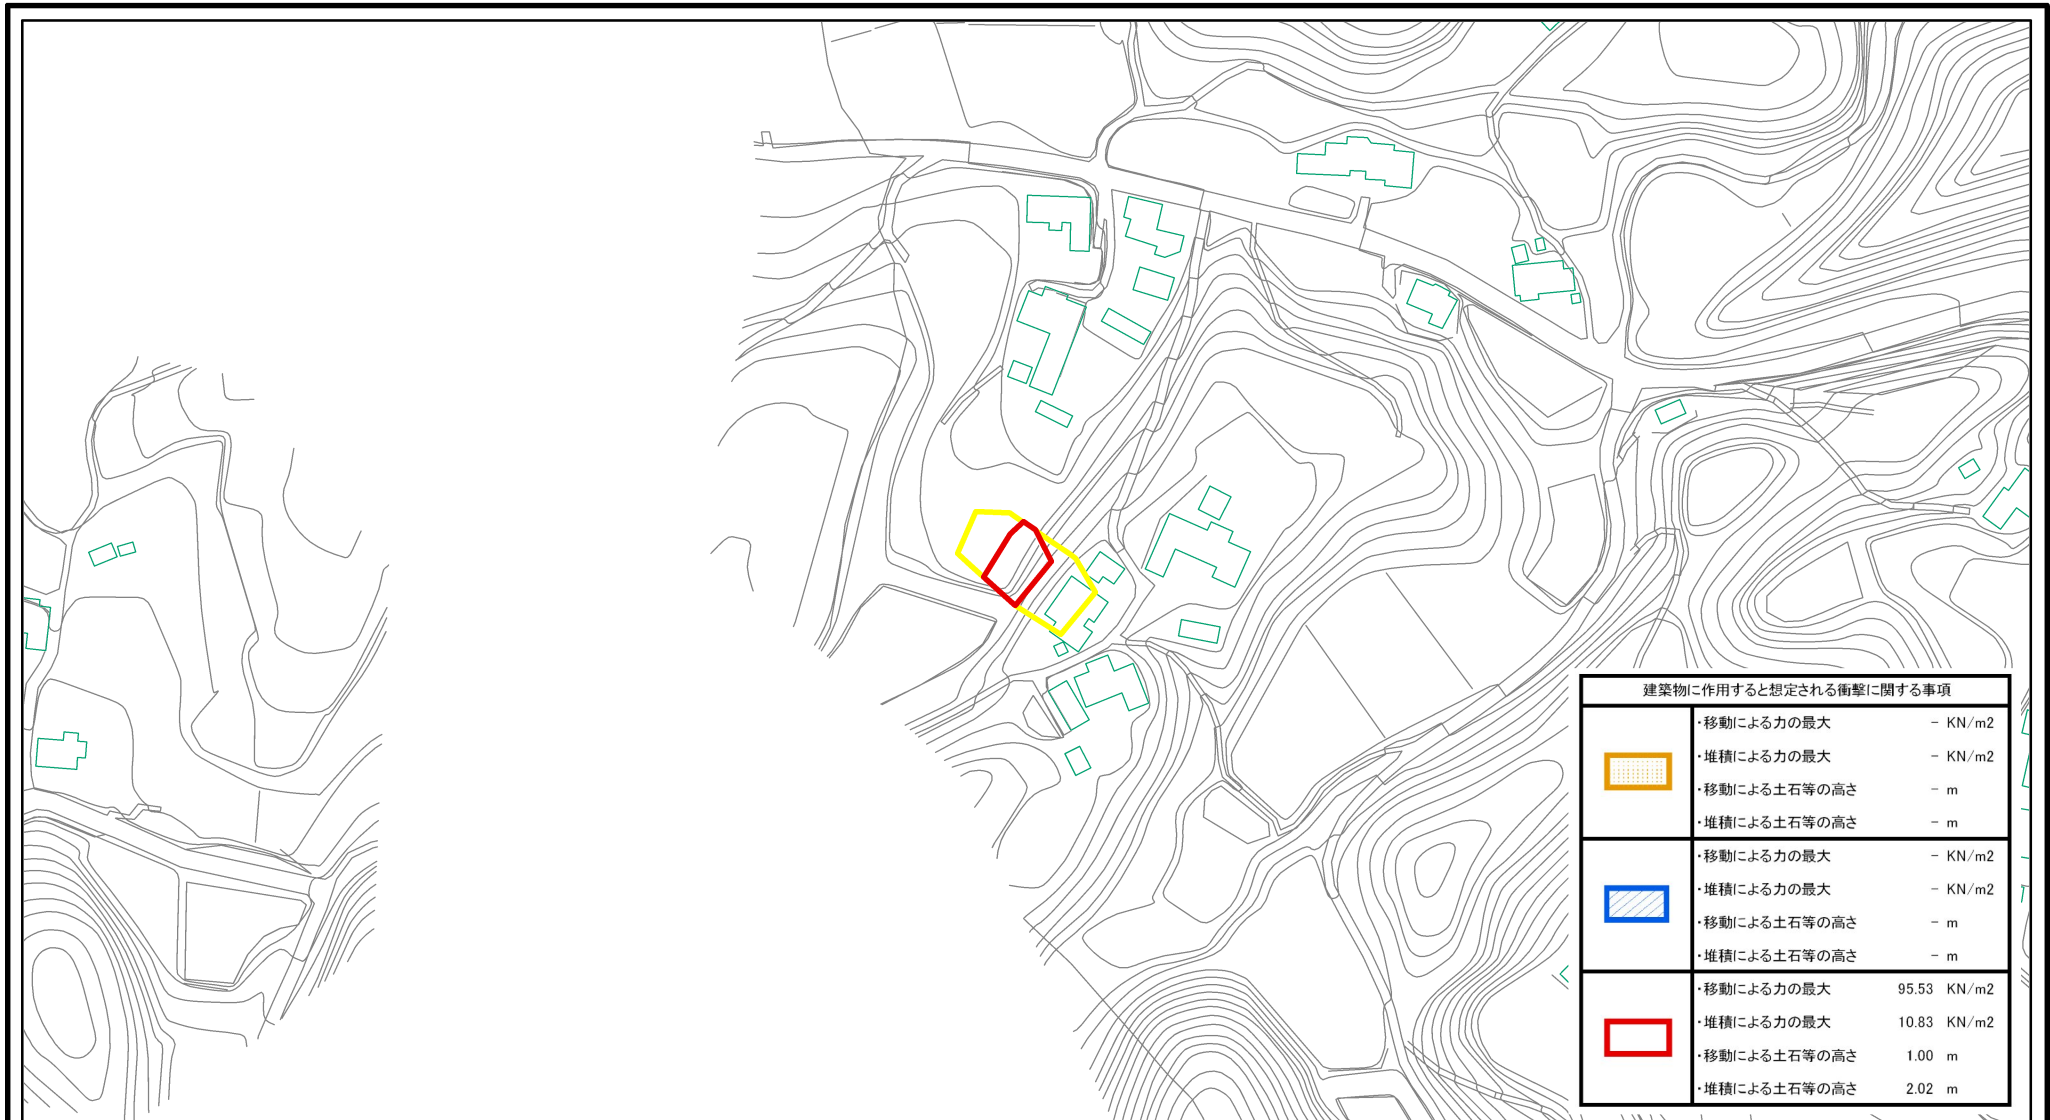 建築物に作用すると想定される衝撃に関する事項
・移動による力の最大 - KN/m2
・堆積による力の最大 - KN/m2
・移動による土石等の高さ - m
・堆積による土石等の高さ - m
・移動による力の最大 - KN/m2
・堆積による力の最大 - KN/m2
・移動による土石等の高さ - m
・堆積による土石等の高さ - m
・移動による力の最大 95.53 KN/m2
・堆積による力の最大 10.83 KN/m2
・移動による土石等の高さ 1.00 m
・堆積による土石等の高さ 2.02 m